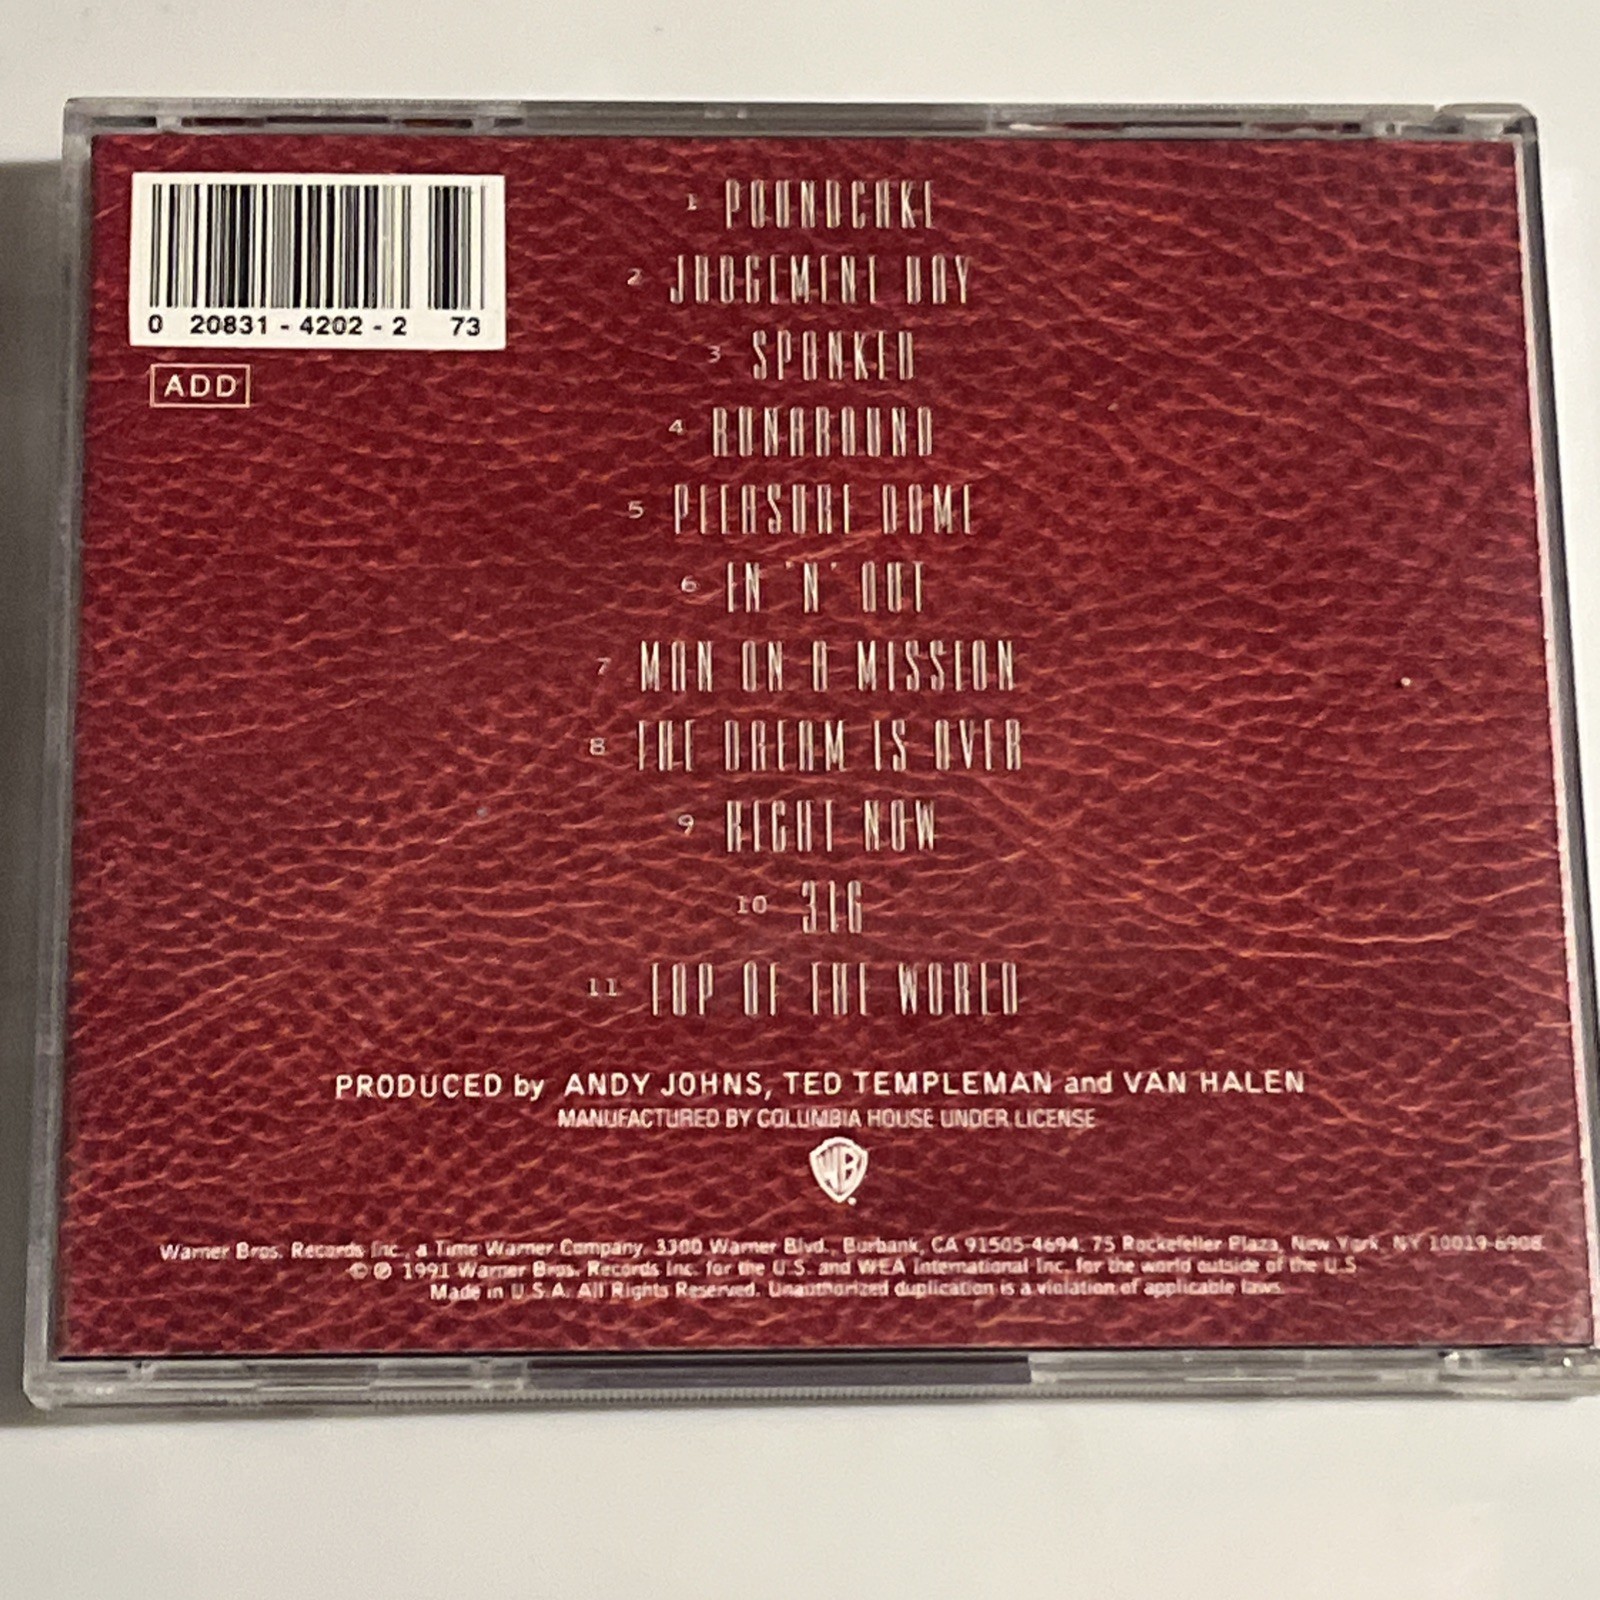 0 20831 - 4202 - 2 73
ADD
1 POUNDCAKE
2 JUDGEMENT DAY
3 SPANKED
4 RUNAROUND
5 PLEASURE DOME
6 IN 'N' OUT
7 MAN ON A MISSION
8 THE DREAM IS OVER
9 RIGHT NOW
10 316
11 TOP OF THE WORLD
PRODUCED by ANDY JOHNS, TED TEMPLEMAN and VAN HALEN
MANUFACTURED BY COLUMBIA HOUSE UNDER LICENSE
WB
Warner Bros. Records Inc., a Time Warner Company, 3300 Warner Blvd., Burbank, CA 91505-4694. 75 Rockefeller Plaza, New York, NY 10019-6908
© ℗ 1991 Warner Bros. Records Inc. for the U.S. and WEA International Inc. for the world outside of the U.S.
Made in U.S.A. All Rights Reserved. Unauthorized duplication is a violation of applicable laws.